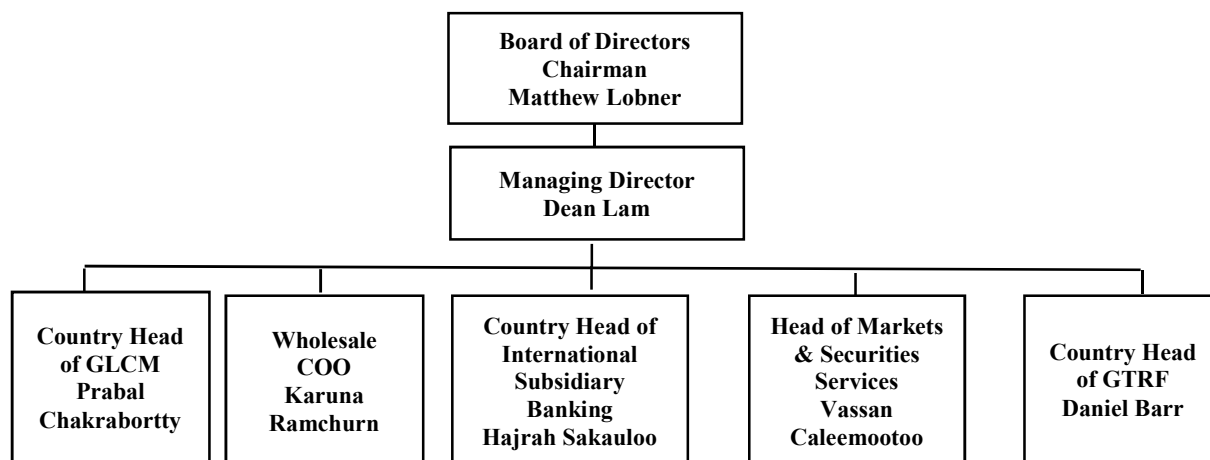 Board of Directors
Chairman
Matthew Lobner
Managing Director
Dean Lam
Country Head
of GLCM
Prabal
Chakrabortty
Wholesale
COO
Karuna
Ramchurn
Country Head of
International
Subsidiary
Banking
Hajrah Sakauloo
Head of Markets
& Securities
Services
Vassan
Caleemootoo
Country Head
of GTRF
Daniel Barr